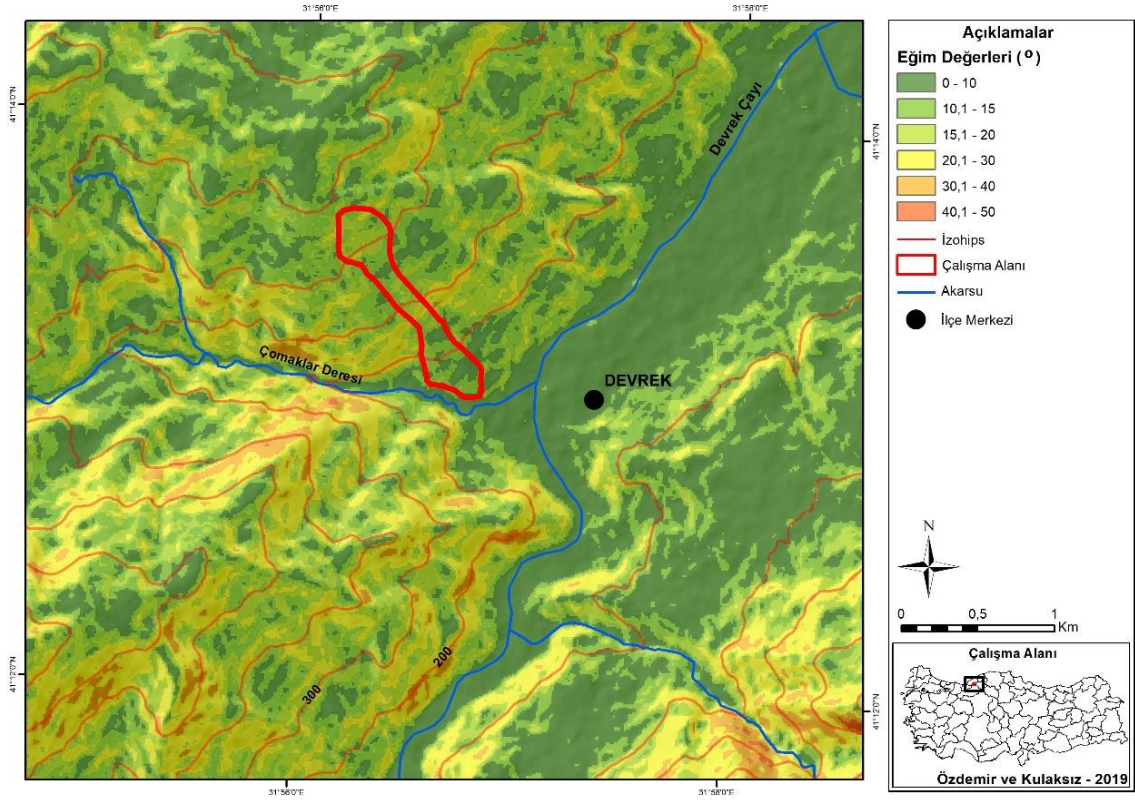 31°56'0"E
31°58'0"E
41°14'0"N
41°14'0"N
Devrek Çayı
Çomaklar Deresi
DEVREK
200
300
41°12'0"N
41°12'0"N
31°56'0"E
31°58'0"E
Açıklamalar
Eğim Değerleri (°)
0 - 10
10,1 - 15
15,1 - 20
20,1 - 30
30,1 - 40
40,1 - 50
İzohips
Çalışma Alanı
Akarsu
İlçe Merkezi
N
0 0,5 1
Km
Çalışma Alanı
Özdemir ve Kulaksız - 2019